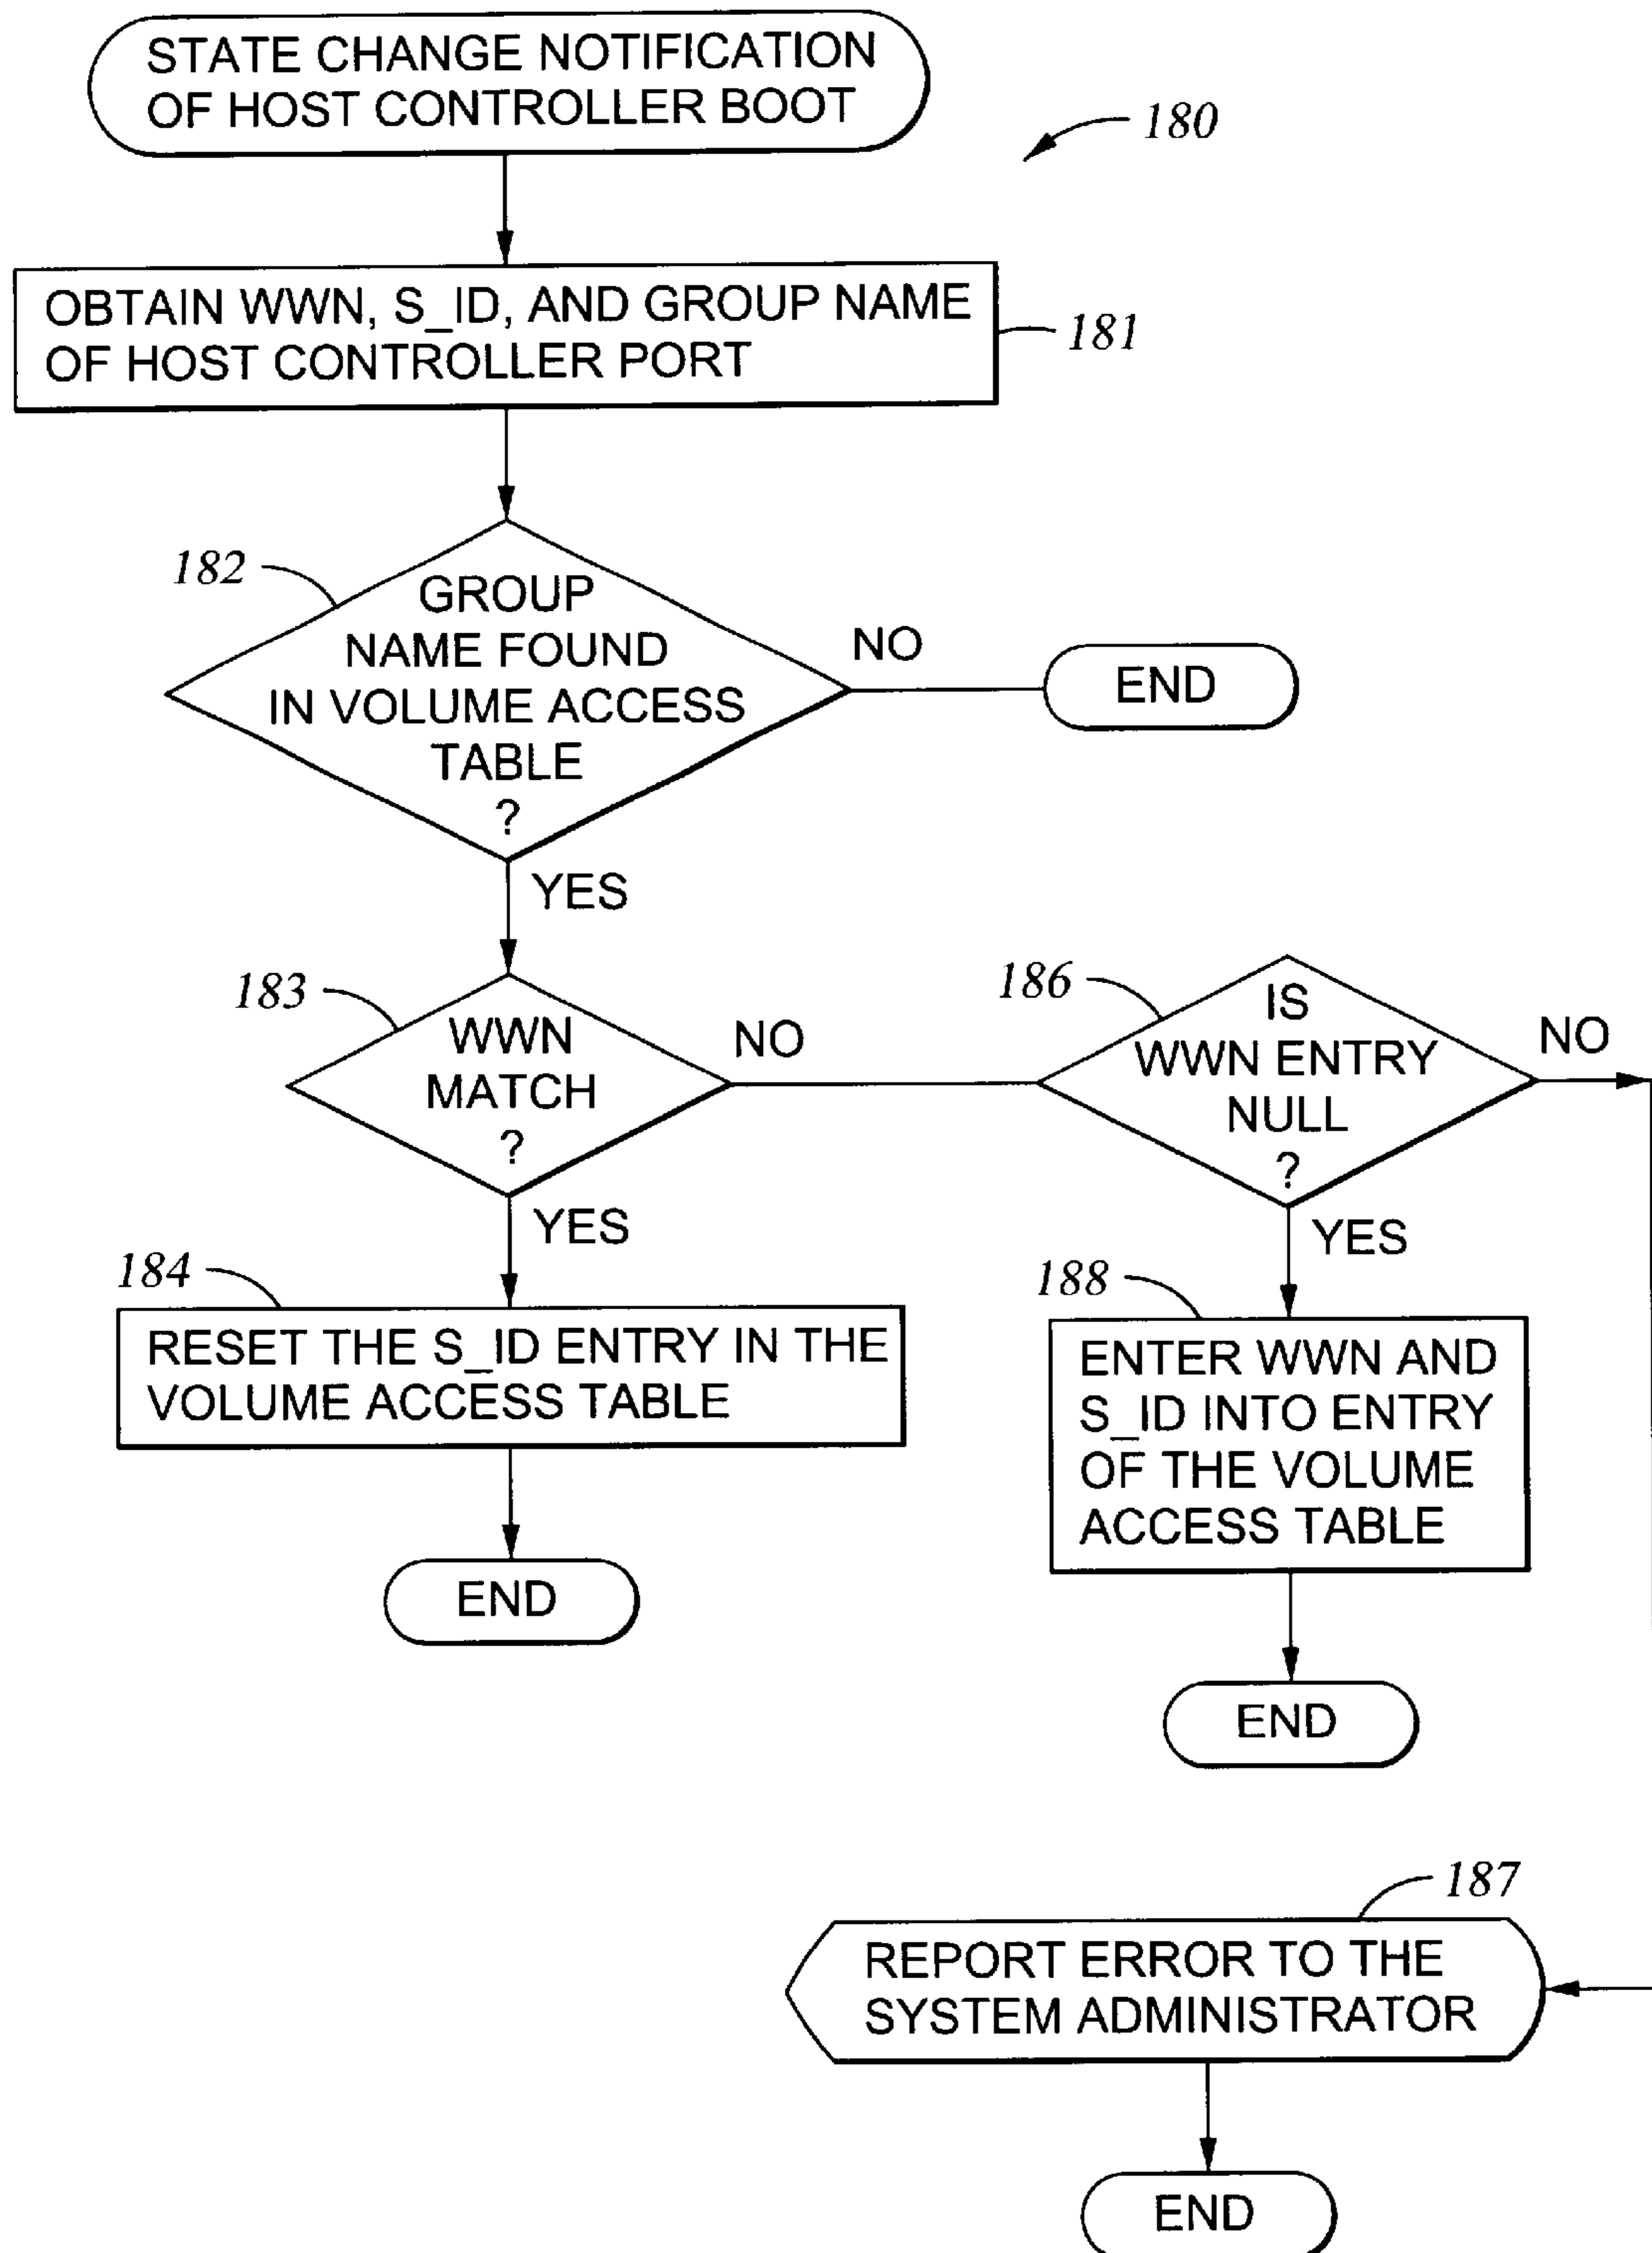 STATE CHANGE NOTIFICATION
OF HOST CONTROLLER BOOT
180
OBTAIN WWN, S_ID, AND GROUP NAME
OF HOST CONTROLLER PORT
181
182
GROUP
NAME FOUND
IN VOLUME ACCESS
TABLE
?
NO
END
YES
183
WWN
MATCH
?
NO
186
IS
WWN ENTRY
NULL
?
NO
YES
YES
184
RESET THE S_ID ENTRY IN THE
VOLUME ACCESS TABLE
188
ENTER WWN AND
S_ID INTO ENTRY
OF THE VOLUME
ACCESS TABLE
END
END
187
REPORT ERROR TO THE
SYSTEM ADMINISTRATOR
END